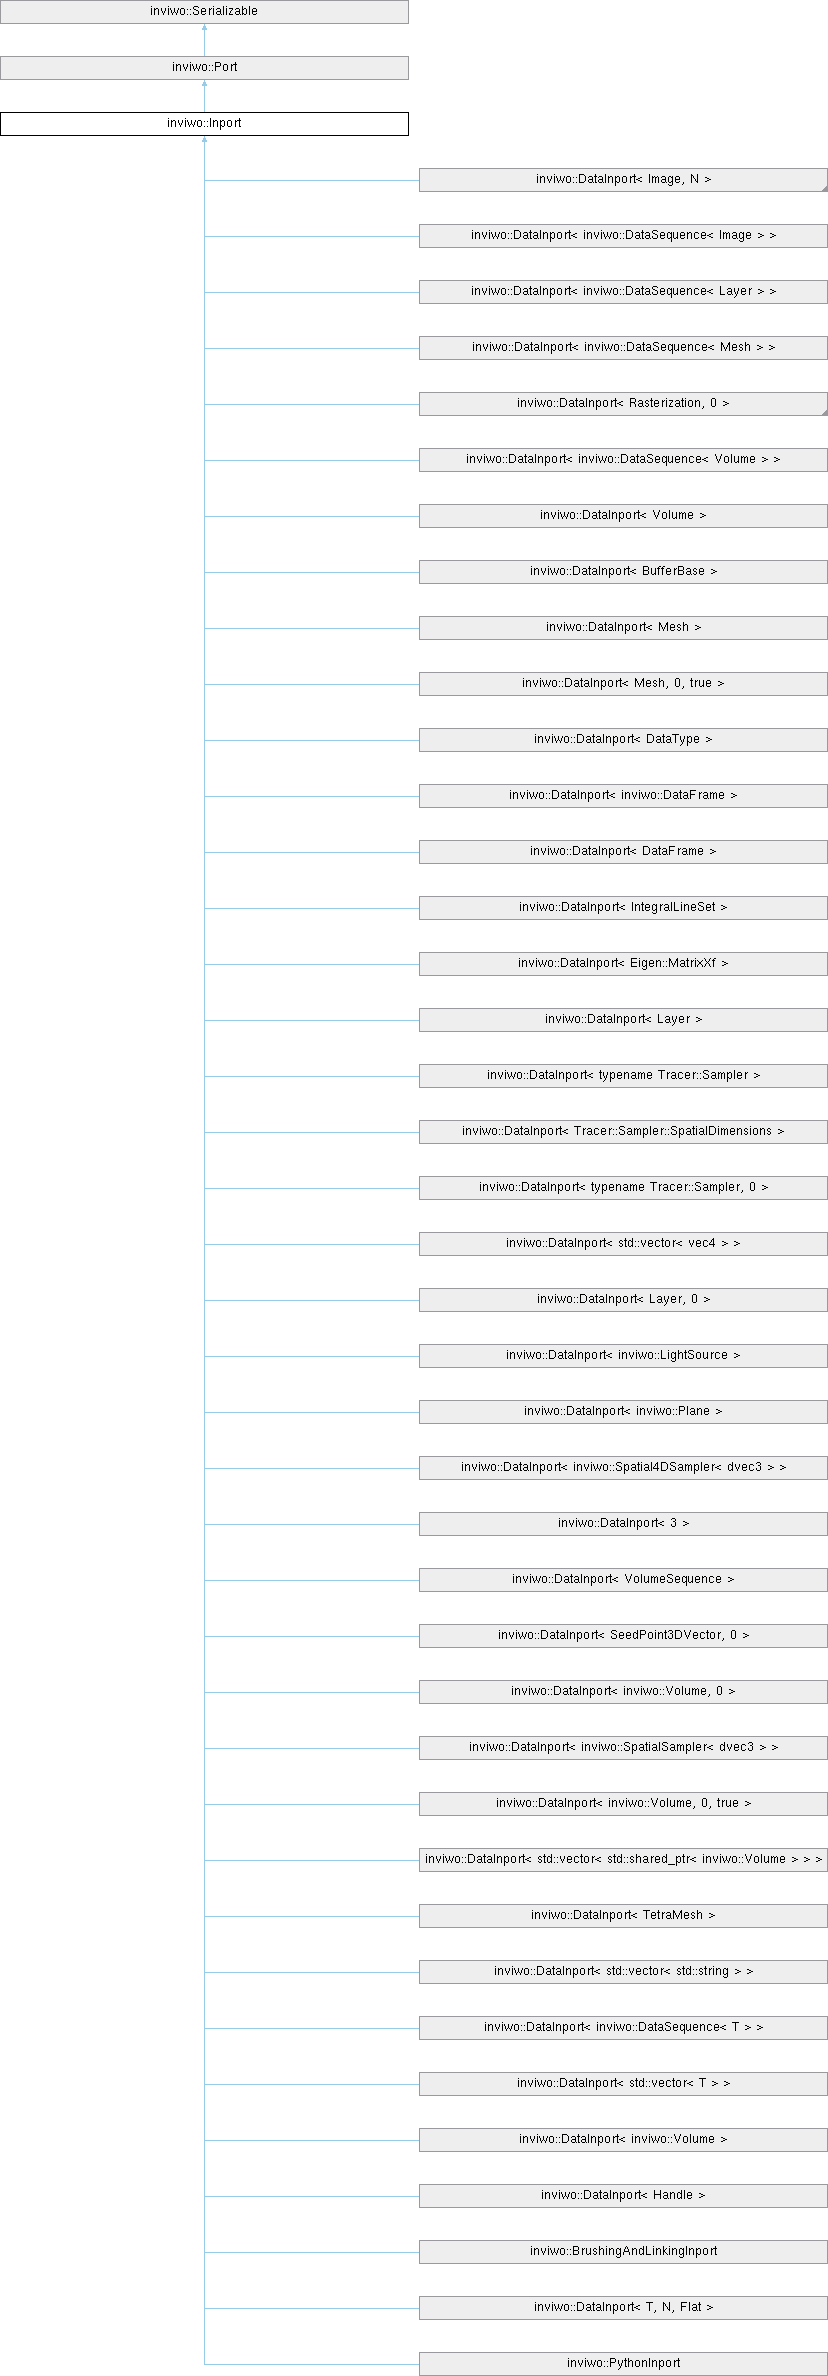 inviwo::Serializable
inviwo::Port
inviwo::Inport
inviwo::DataInport< Image, N >
inviwo::DataInport< inviwo::DataSequence< Image > >
inviwo::DataInport< inviwo::DataSequence< Layer > >
inviwo::DataInport< inviwo::DataSequence< Mesh > >
inviwo::DataInport< Rasterization, 0 >
inviwo::DataInport< inviwo::DataSequence< Volume > >
inviwo::DataInport< Volume >
inviwo::DataInport< BufferBase >
inviwo::DataInport< Mesh >
inviwo::DataInport< Mesh, 0, true >
inviwo::DataInport< DataType >
inviwo::DataInport< inviwo::DataFrame >
inviwo::DataInport< DataFrame >
inviwo::DataInport< IntegralLineSet >
inviwo::DataInport< Eigen::MatrixXf >
inviwo::DataInport< Layer >
inviwo::DataInport< typename Tracer::Sampler >
inviwo::DataInport< Tracer::Sampler::SpatialDimensions >
inviwo::DataInport< typename Tracer::Sampler, 0 >
inviwo::DataInport< std::vector< vec4 > >
inviwo::DataInport< Layer, 0 >
inviwo::DataInport< inviwo::LightSource >
inviwo::DataInport< inviwo::Plane >
inviwo::DataInport< inviwo::Spatial4DSampler< dvec3 > >
inviwo::DataInport< 3 >
inviwo::DataInport< VolumeSequence >
inviwo::DataInport< SeedPoint3DVector, 0 >
inviwo::DataInport< inviwo::Volume, 0 >
inviwo::DataInport< inviwo::SpatialSampler< dvec3 > >
inviwo::DataInport< inviwo::Volume, 0, true >
inviwo::DataInport< std::vector< std::shared_ptr< inviwo::Volume > > >
inviwo::DataInport< TetraMesh >
inviwo::DataInport< std::vector< std::string > >
inviwo::DataInport< inviwo::DataSequence< T > >
inviwo::DataInport< std::vector< T > >
inviwo::DataInport< inviwo::Volume >
inviwo::DataInport< Handle >
inviwo::BrushingAndLinkingInport
inviwo::DataInport< T, N, Flat >
inviwo::PythonInport